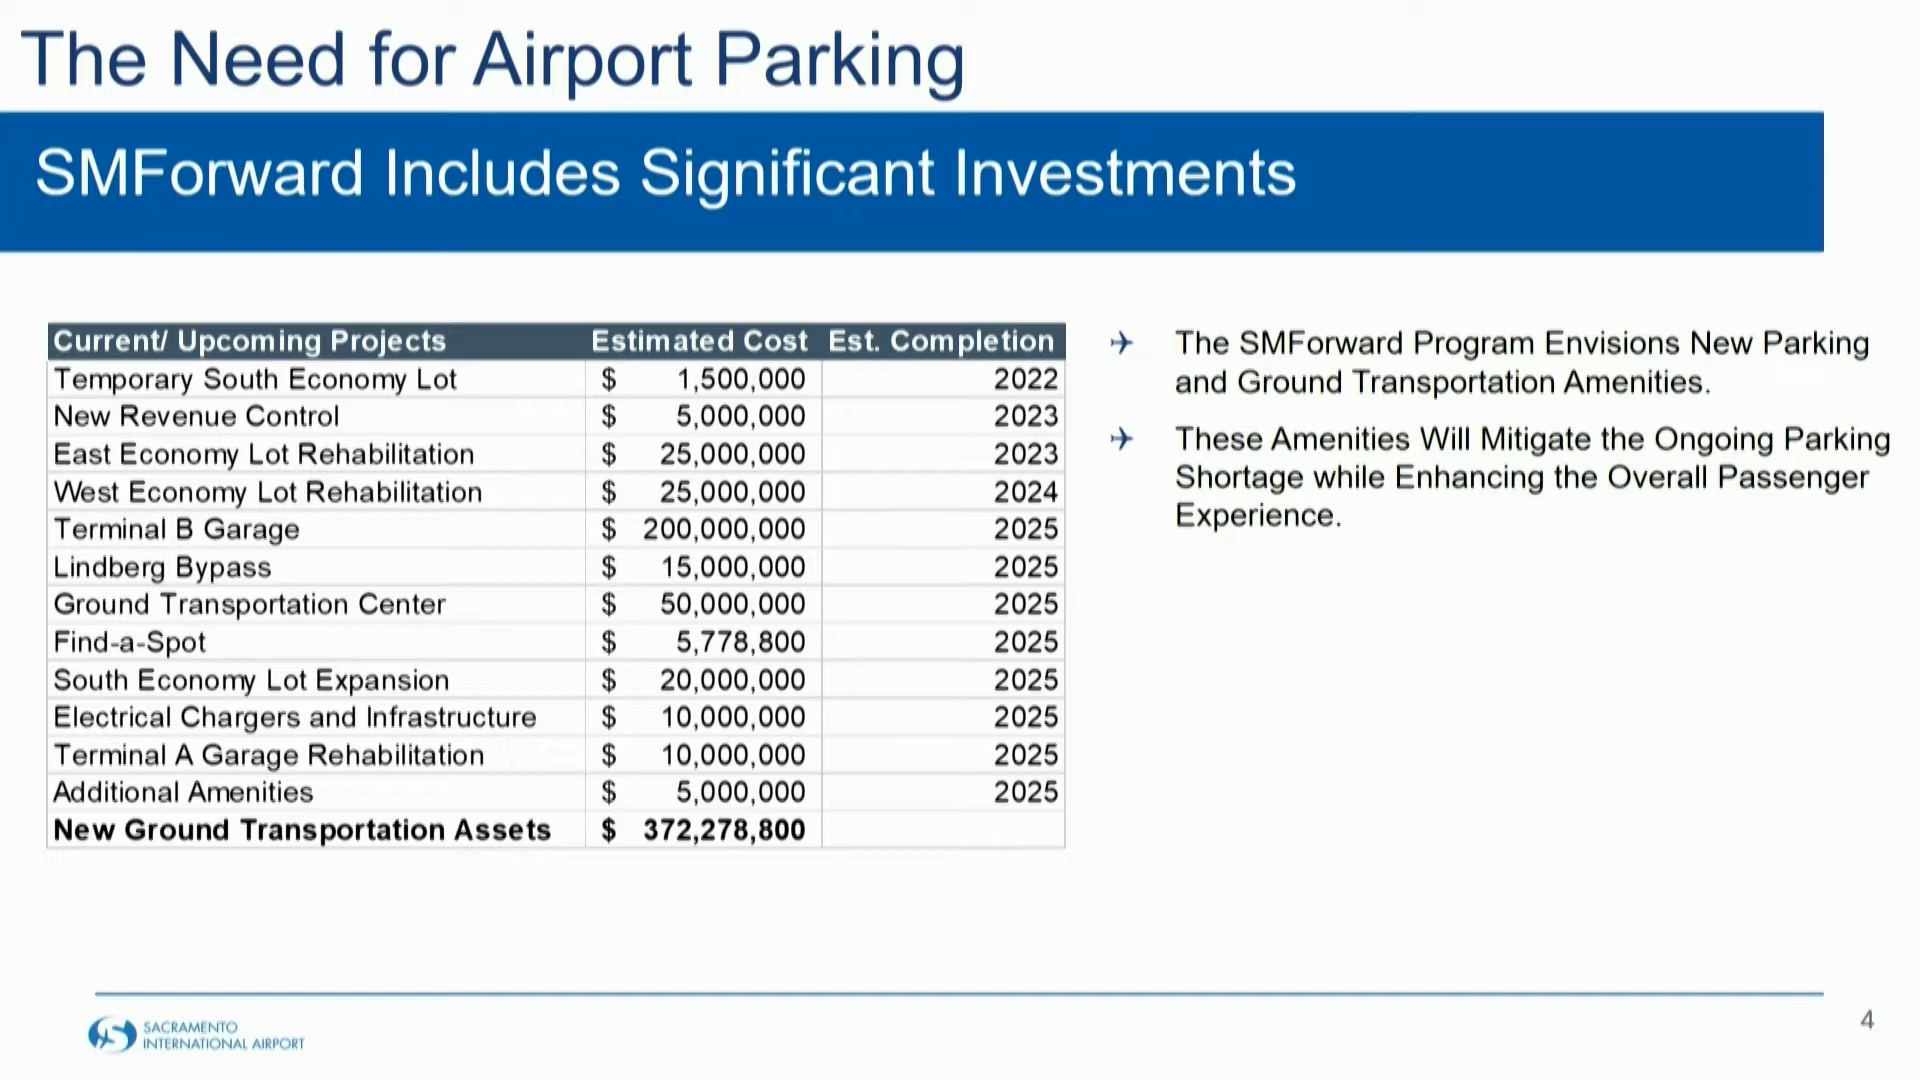 The Need for Airport Parking
SMForward Includes Significant Investments
Current/ Upcoming Projects Estimated Cost Est. Completion
Temporary South Economy Lot $ 1,500,000 2022
New Revenue Control $ 5,000,000 2023
East Economy Lot Rehabilitation $ 25,000,000 2023
West Economy Lot Rehabilitation $ 25,000,000 2024
Terminal B Garage $ 200,000,000 2025
Lindberg Bypass $ 15,000,000 2025
Ground Transportation Center $ 50,000,000 2025
Find-a-Spot $ 5,778,800 2025
South Economy Lot Expansion $ 20,000,000 2025
Electrical Chargers and Infrastructure $ 10,000,000 2025
Terminal A Garage Rehabilitation $ 10,000,000 2025
Additional Amenities $ 5,000,000 2025
New Ground Transportation Assets $ 372,278,800
The SMForward Program Envisions New Parking
and Ground Transportation Amenities.
These Amenities Will Mitigate the Ongoing Parking
Shortage while Enhancing the Overall Passenger
Experience.
SACRAMENTO
INTERNATIONAL AIRPORT
4